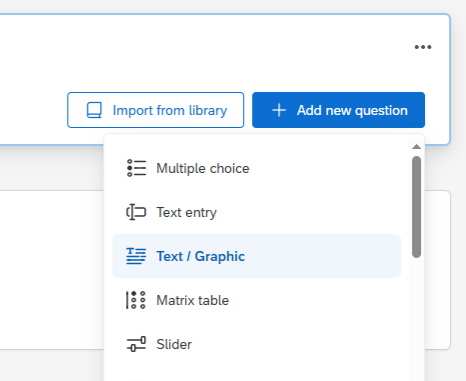 Import from library
Add new question
Multiple choice
Text entry
Text / Graphic
Matrix table
Slider